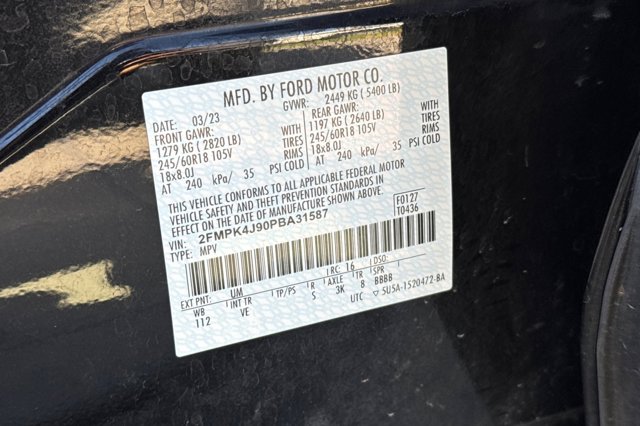 MFD. BY FORD MOTOR CO.
DATE: 03/23 GVWR: 2449 KG ( 5400 LB)
FRONT GAWR: REAR GAWR:
1279 KG ( 2820 LB) WITH 1197 KG ( 2640 LB) WITH
245/60R18 105V TIRES 245/60R18 105V TIRES
18x8.0J RIMS 18x8.0J RIMS
AT 240 kPa/ 35 PSI COLD AT 240 kPa/ 35 PSI COLD
THIS VEHICLE CONFORMS TO ALL APPLICABLE FEDERAL MOTOR
VEHICLE SAFETY AND THEFT PREVENTION STANDARDS IN
EFFECT ON THE DATE OF MANUFACTURE SHOWN ABOVE.
VIN: 2FMPK4J90PBA31587 F0127
TYPE: MPV T0436
EXT PNT: UM RC: 16 DSO:
WB INT TR TP/PS R AXLE TR SPR
112 VE S 3K 8 BBBB
UTC ▽ 5U5A-1520472-BA